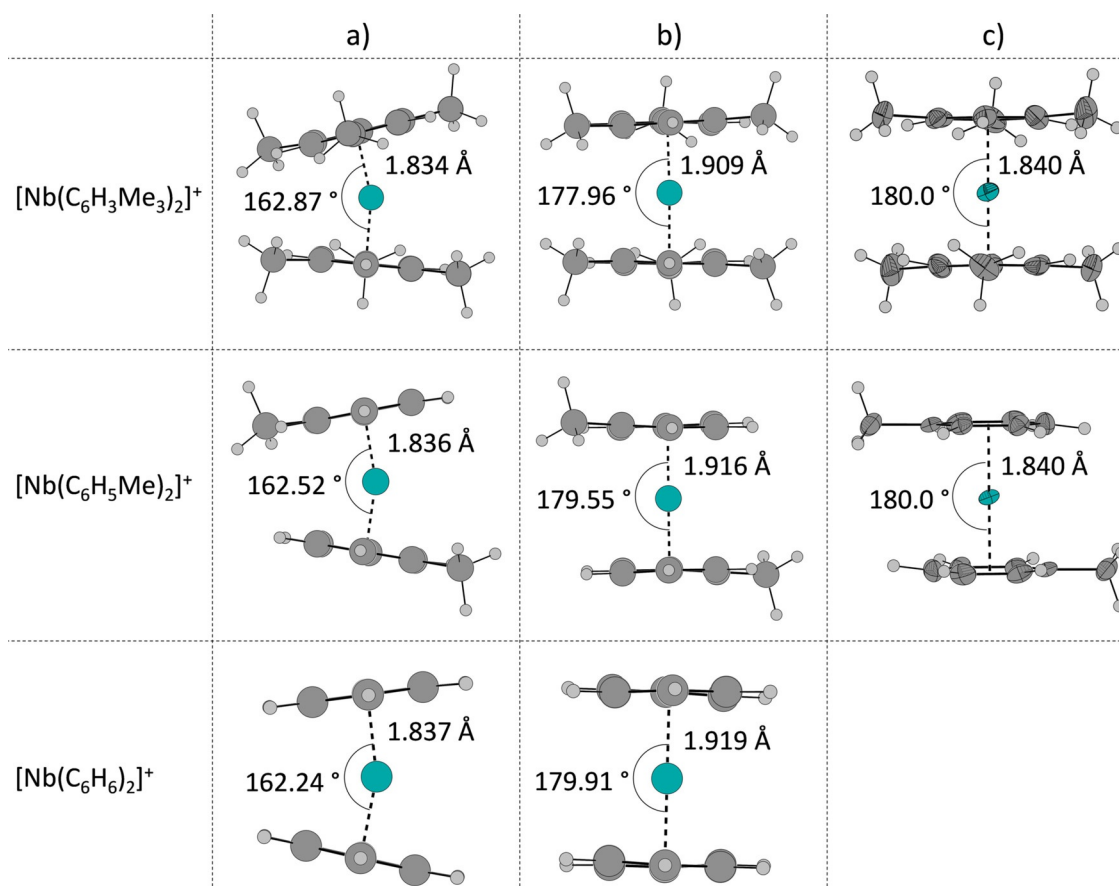 a) b) c)
[Nb(C₆H₃Me₃)₂]⁺
1.834 Å
162.87 °
1.909 Å
177.96 °
1.840 Å
180.0 °
[Nb(C₆H₅Me)₂]⁺
1.836 Å
162.52 °
1.916 Å
179.55 °
1.840 Å
180.0 °
[Nb(C₆H₆)₂]⁺
1.837 Å
162.24 °
1.919 Å
179.91 °